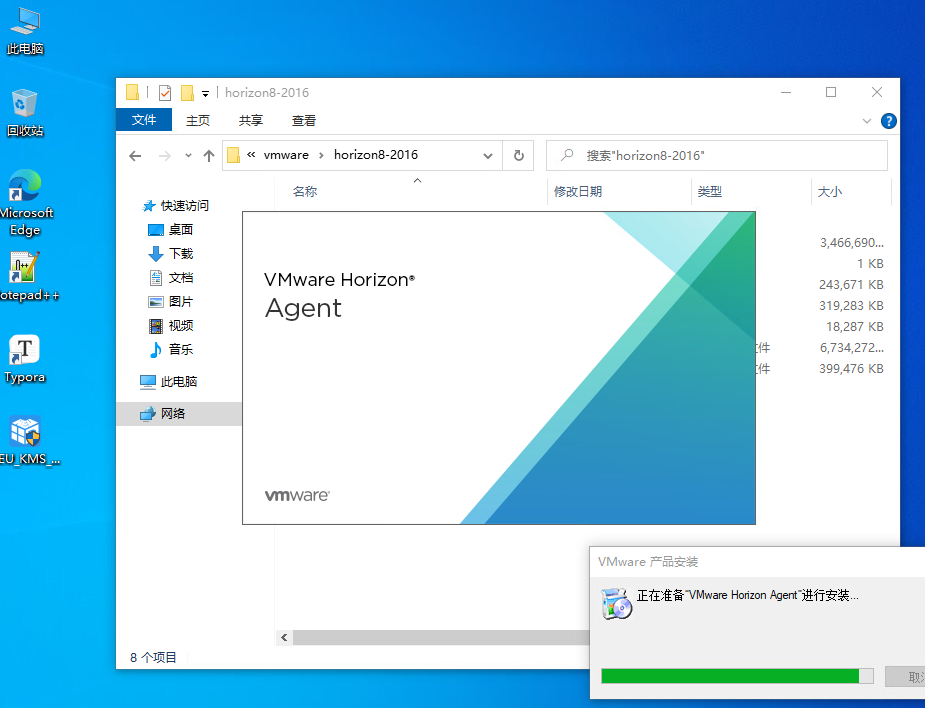 此电脑
回收站
Microsoft
Edge
otepad++
Typora
EU_KMS_...
horizon8-2016
文件 主页 共享 查看
« vmware › horizon8-2016
搜索"horizon8-2016"
名称 修改日期 类型 大小
快速访问
桌面
下载
文档
图片
视频
音乐
此电脑
网络
3,466,690...
1 KB
243,671 KB
319,283 KB
18,287 KB
件 6,734,272...
件 399,476 KB
VMware Horizon®
Agent
vmware®
8 个项目
VMware 产品安装
正在准备"VMware Horizon Agent"进行安装...
取